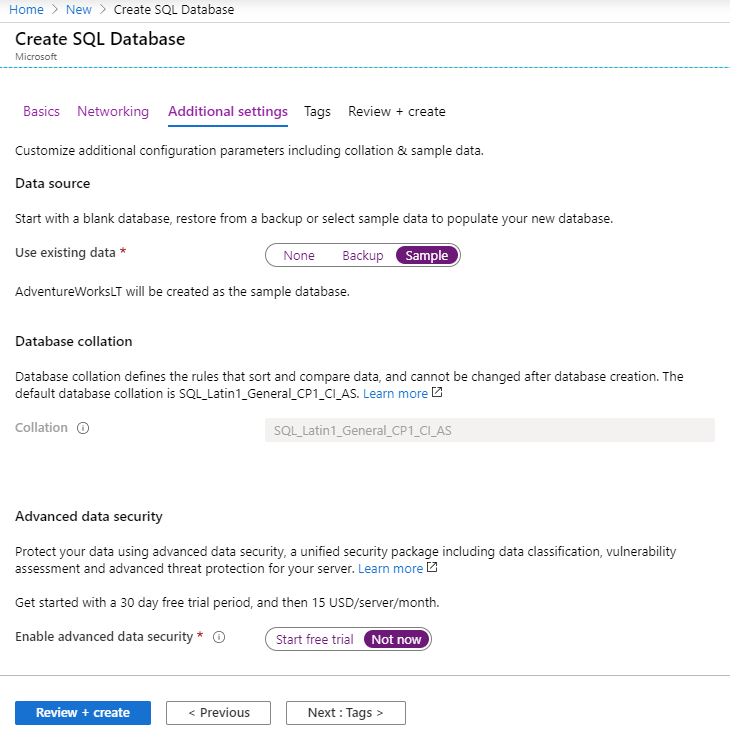 Home > New > Create SQL Database
Create SQL Database
Microsoft
Basics Networking Additional settings Tags Review + create
Customize additional configuration parameters including collation & sample data.
Data source
Start with a blank database, restore from a backup or select sample data to populate your new database.
Use existing data * None Backup Sample
AdventureWorksLT will be created as the sample database.
Database collation
Database collation defines the rules that sort and compare data, and cannot be changed after database creation. The
default database collation is SQL_Latin1_General_CP1_CI_AS. Learn more
Collation SQL_Latin1_General_CP1_CI_AS
Advanced data security
Protect your data using advanced data security, a unified security package including data classification, vulnerability
assessment and advanced threat protection for your server. Learn more
Get started with a 30 day free trial period, and then 15 USD/server/month.
Enable advanced data security * Start free trial Not now
Review + create < Previous Next : Tags >